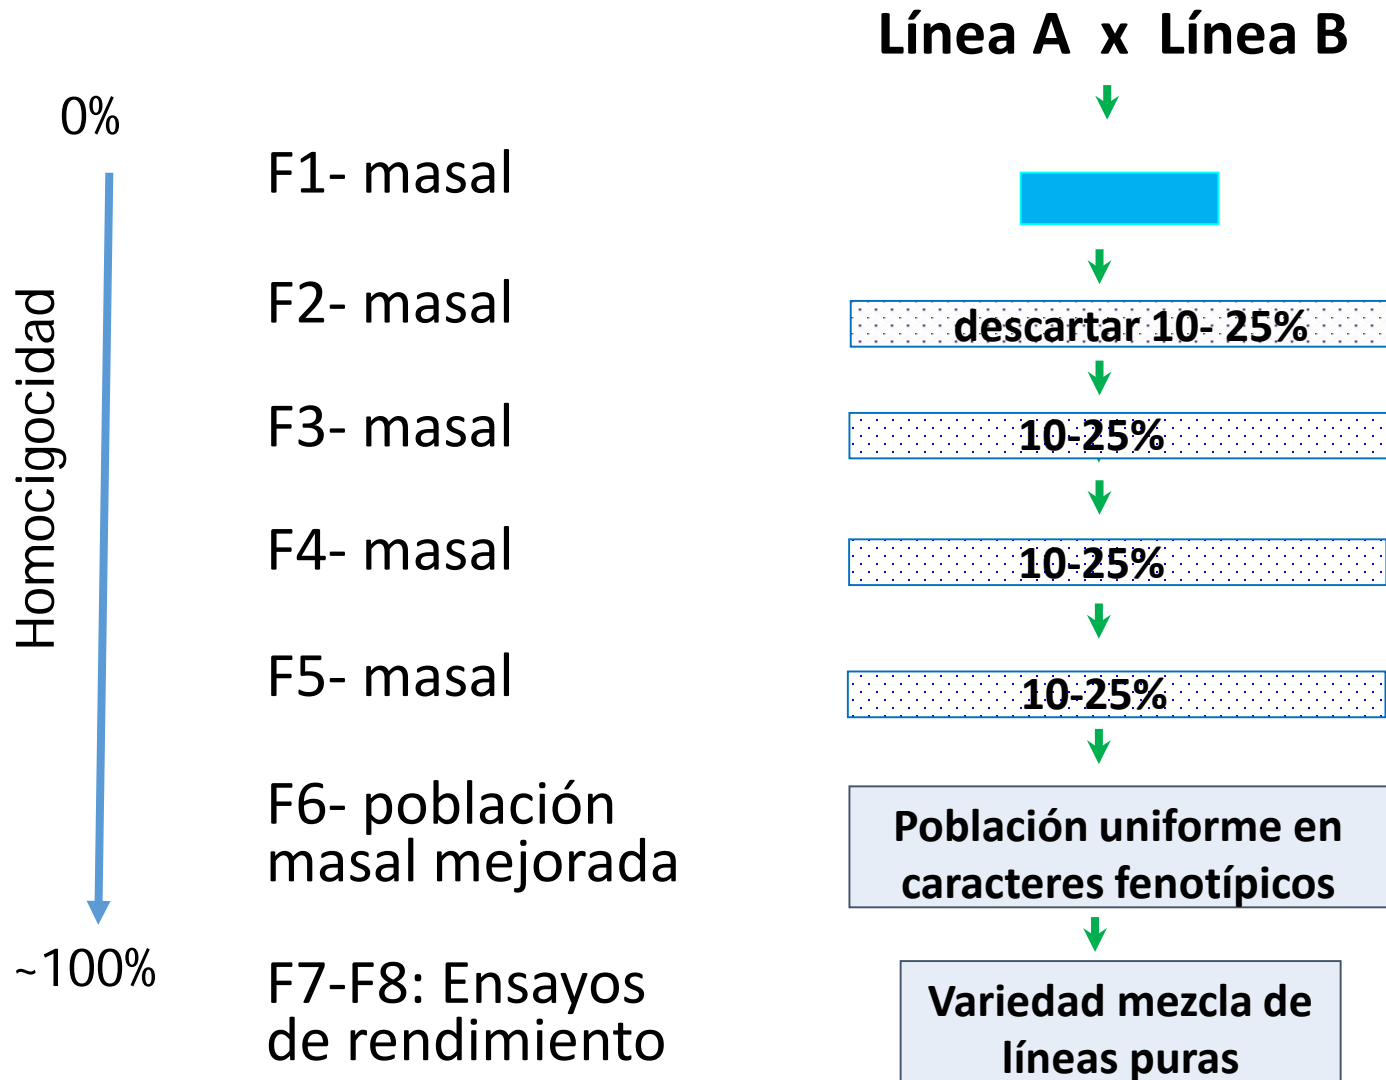 Línea A x Línea B
0%
F1- masal
F2- masal
descartar 10- 25%
F3- masal
10-25%
Homocigocidad
F4- masal
10-25%
F5- masal
10-25%
F6- población
masal mejorada
Población uniforme en
caracteres fenotípicos
~100%
F7-F8: Ensayos
de rendimiento
Variedad mezcla de
líneas puras